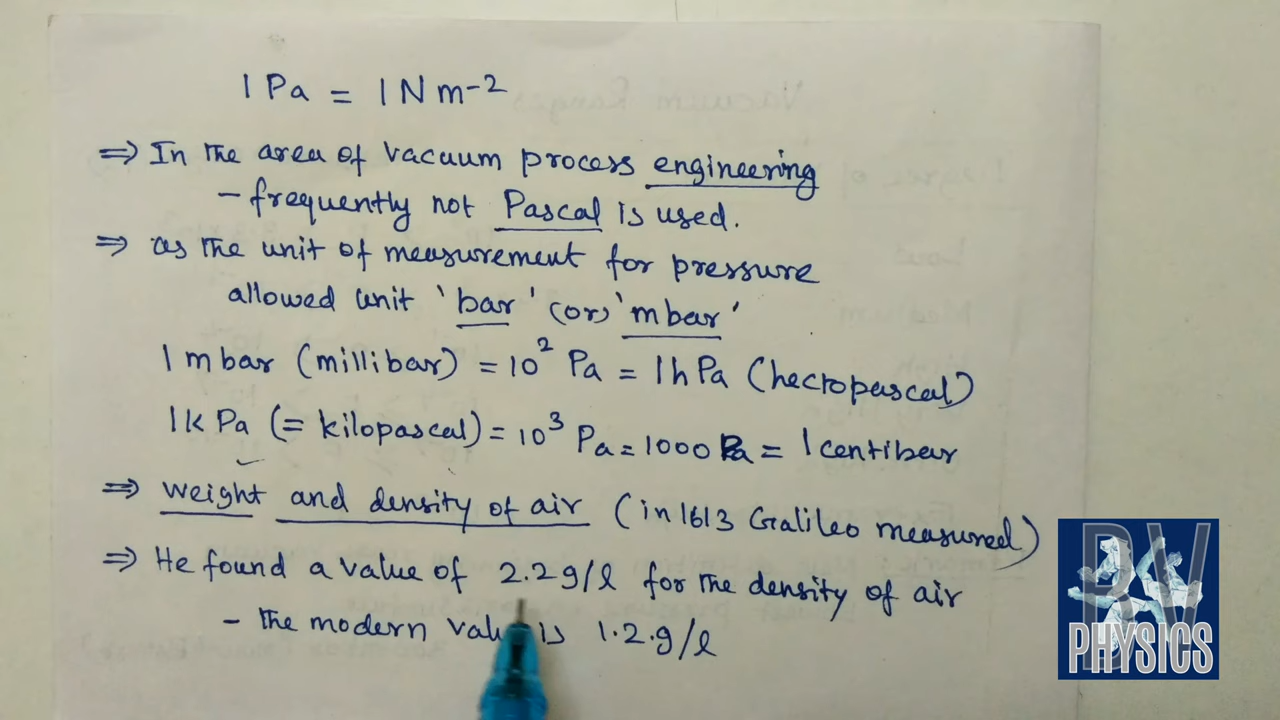 1 Pa = 1 N m-2
⇒ In the area of vacuum process engineering
- frequently not Pascal is used.
⇒ as the unit of measurement for pressure
allowed unit 'bar' (or) 'mbar'
1 mbar (millibar) = 10² Pa = 1 hPa (hectopascal)
1 k Pa (= kilopascal) = 10³ Pa = 1000 Pa = 1 centibar
⇒ weight and density of air (in 1613 Galileo measured)
⇒ He found a value of 2.2 g/l for the density of air
- the modern is 1.2.g/l
RV
PHYSICS